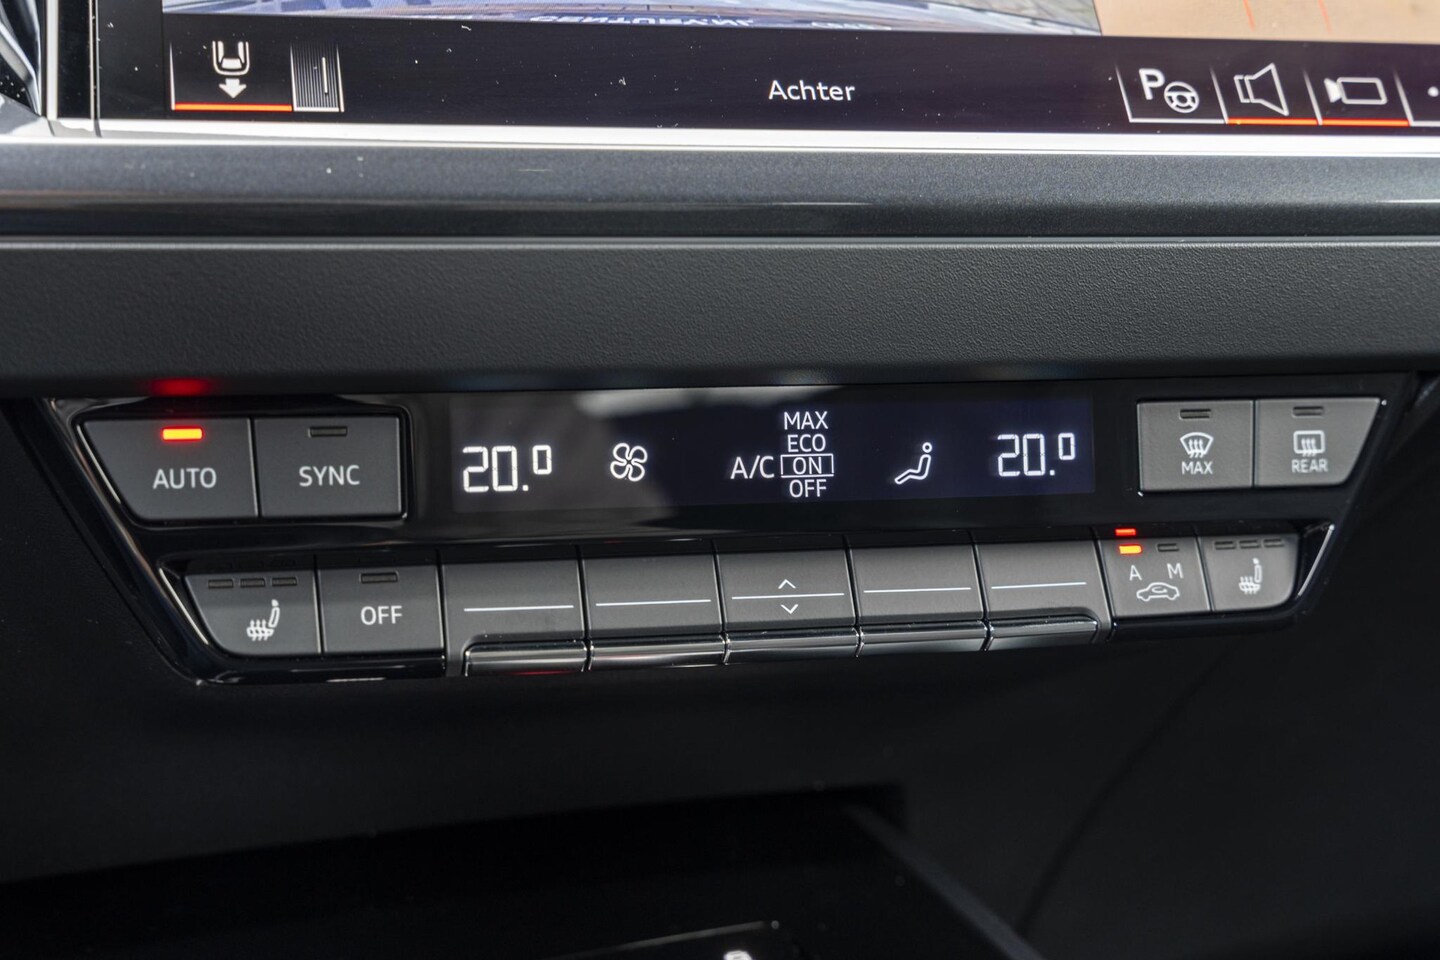 Achter
P
AUTO
SYNC
20.0
A/C
MAX
ECO
ON
OFF
20.0
MAX
REAR
OFF
A M